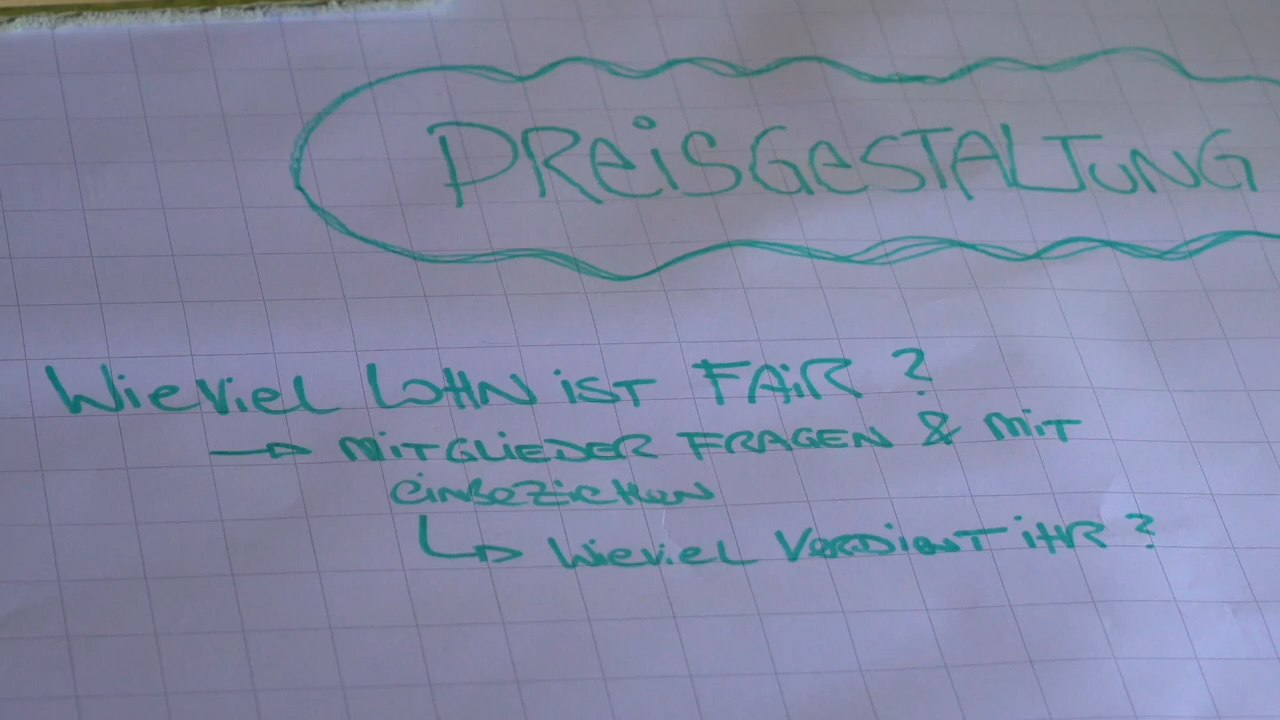 PReiSGeSTALTUNG
WieViel LOHN iST FAiR ?
→ MiTGLiEDER FRAGEN & MiT
einBeZieHen
↳ Wieviel VeRDieNT iHR ?